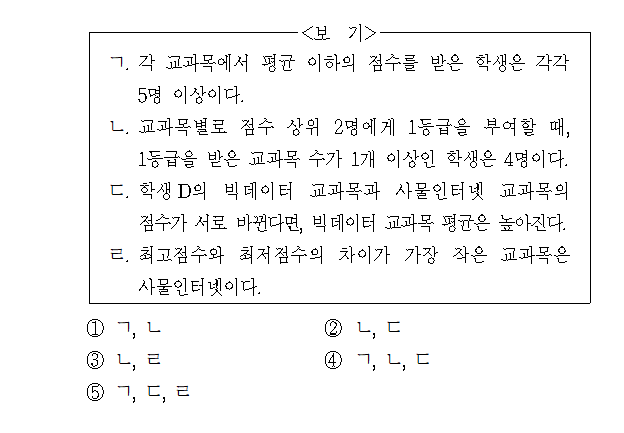 <보 기>
ㄱ. 각 교과목에서 평균 이하의 점수를 받은 학생은 각각
5명 이상이다.
ㄴ. 교과목별로 점수 상위 2명에게 1등급을 부여할 때,
1등급을 받은 교과목 수가 1개 이상인 학생은 4명이다.
ㄷ. 학생 D의 빅데이터 교과목과 사물인터넷 교과목의
점수가 서로 바뀐다면, 빅데이터 교과목 평균은 높아진다.
ㄹ. 최고점수와 최저점수의 차이가 가장 작은 교과목은
사물인터넷이다.
① ㄱ, ㄴ ② ㄴ, ㄷ
③ ㄴ, ㄹ ④ ㄱ, ㄴ, ㄷ
⑤ ㄱ, ㄷ, ㄹ